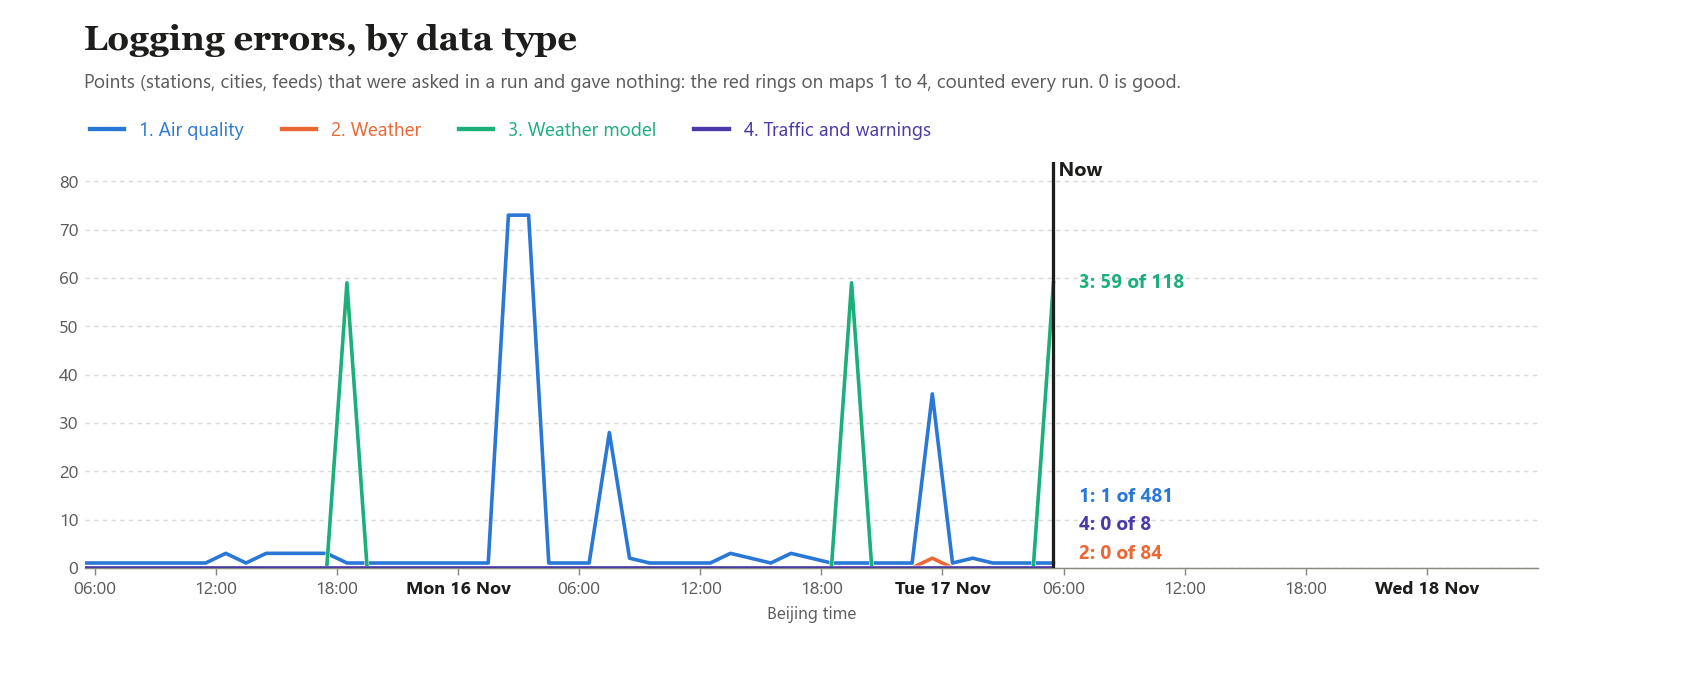 Logging errors, by data type
Points (stations, cities, feeds) that were asked in a run and gave nothing: the red rings on maps 1 to 4, counted every run. 0 is good.
1. Air quality 2. Weather 3. Weather model 4. Traffic and warnings
Now
80
70
60
50
40
30
20
10
0
3: 59 of 118
1: 1 of 481
4: 0 of 8
2: 0 of 84
06:00 12:00 18:00 Mon 16 Nov 06:00 12:00 18:00 Tue 17 Nov 06:00 12:00 18:00 Wed 18 Nov
Beijing time